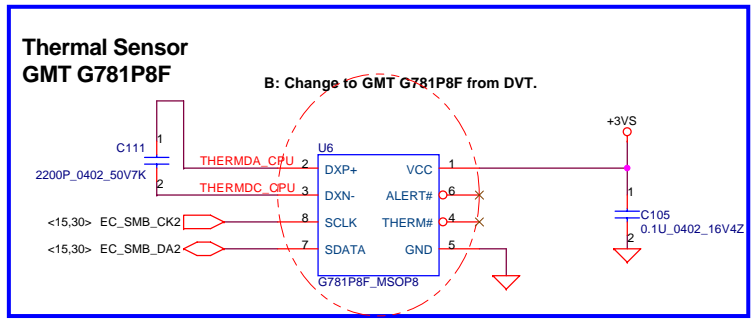 Thermal Sensor
GMT G781P8F
B: Change to GMT G781P8F from DVT.
+3VS
C111
1
2200P_0402_50V7K
2
THERMDA_CPU 2
THERMDC_CPU 3
<15,30> EC_SMB_CK2 8
<15,30> EC_SMB_DA2 7
U6
DXP+ VCC 1
DXN- ALERT# 6
SCLK THERM# 4
SDATA GND 5
G781P8F_MSOP8
1
C105
0.1U_0402_16V4Z
2